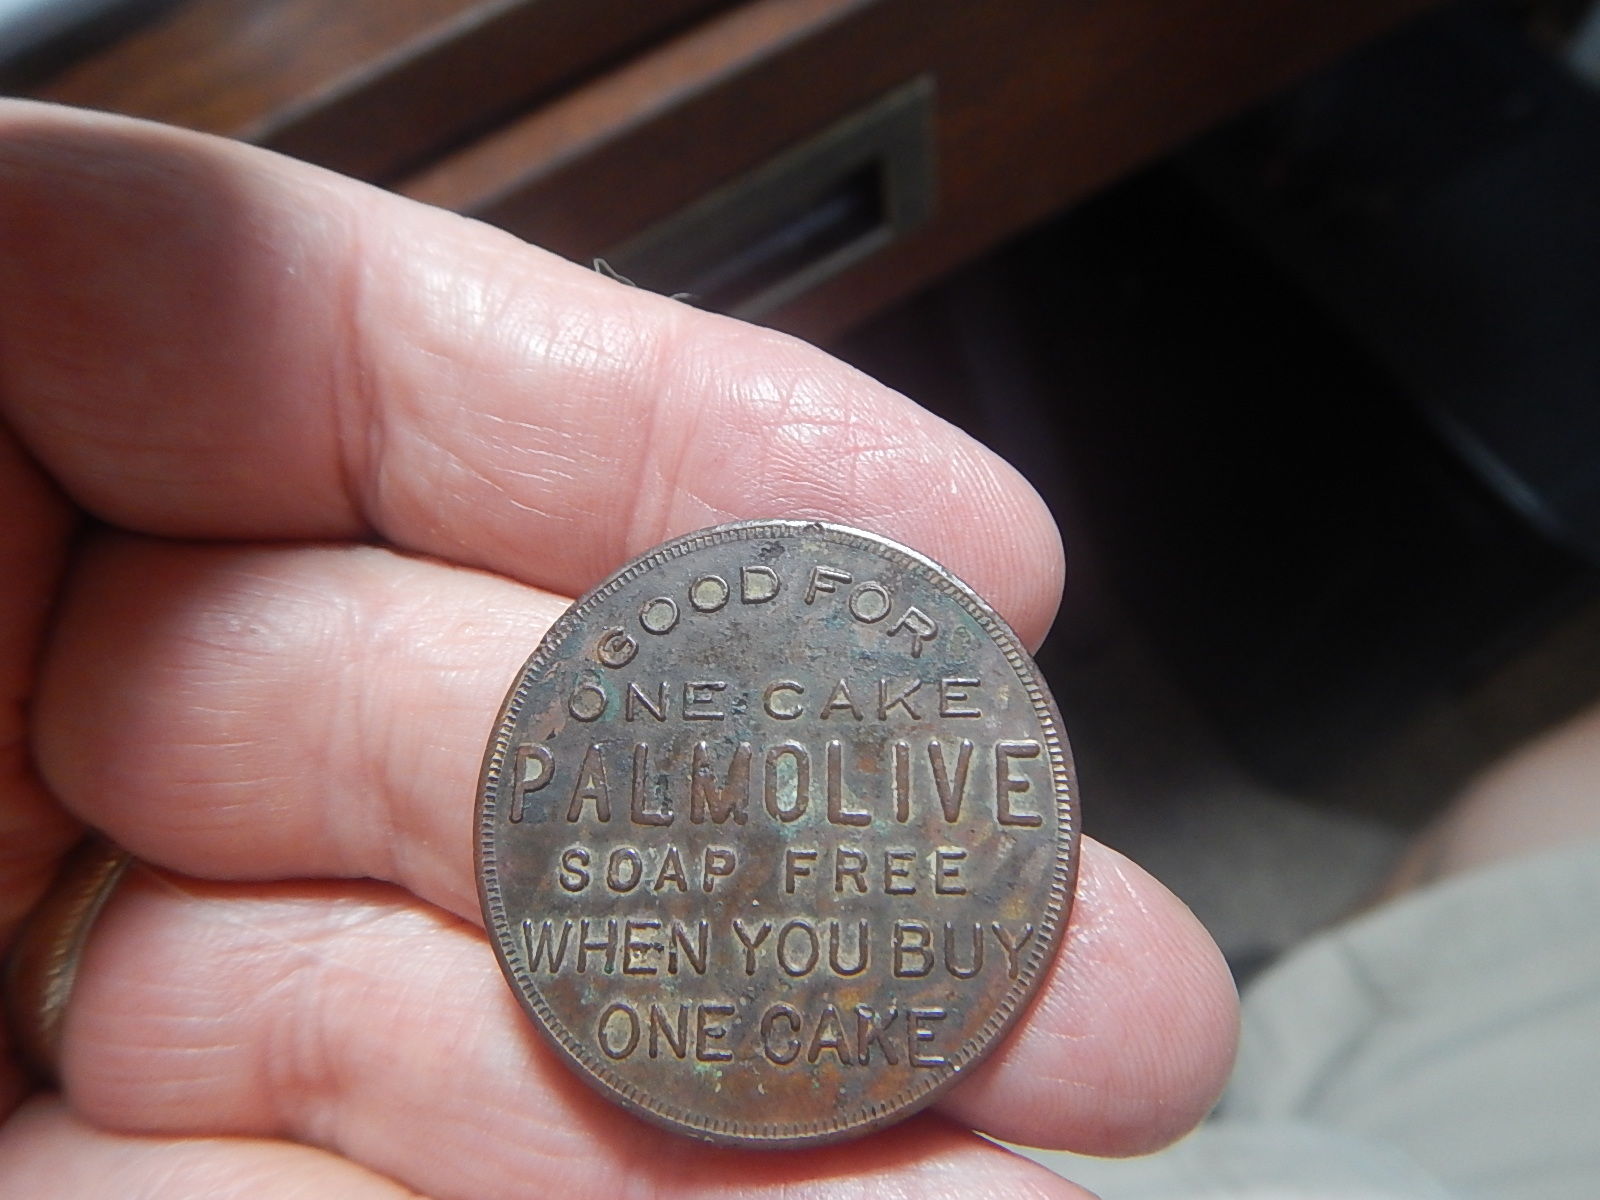 GOOD FOR
ONE CAKE
PALMOLIVE
SOAP FREE
WHEN YOU BUY
ONE CAKE